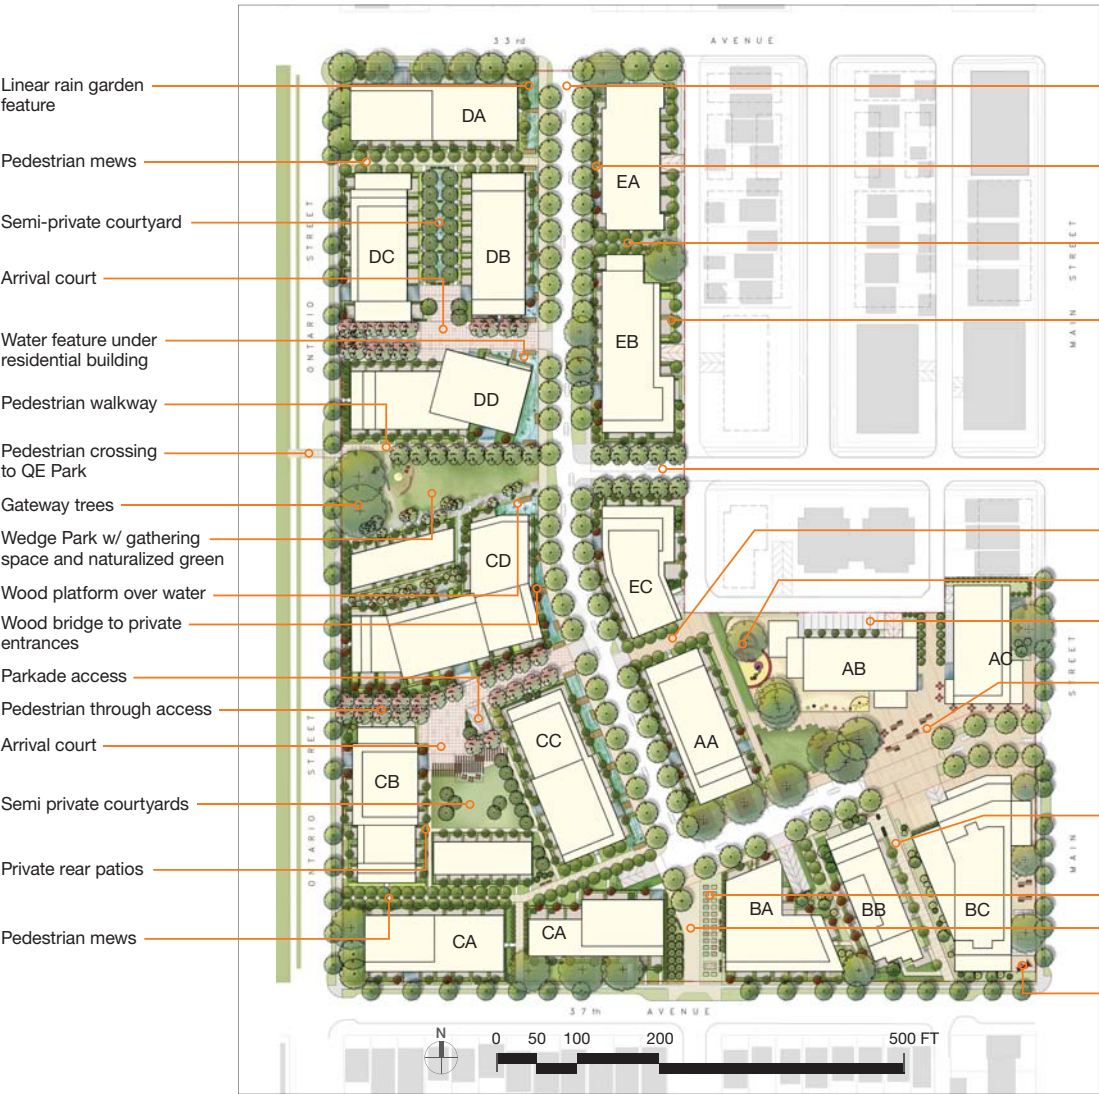 33rd AVENUE
Linear rain garden
feature
DA
Pedestrian mews
EA
Semi-private courtyard
DC
DB
ONTARIO STREET
MAIN STREET
Arrival court
Water feature under
residential building
EB
DD
Pedestrian walkway
Pedestrian crossing
to QE Park
Gateway trees
Wedge Park w/ gathering
space and naturalized green
CD
Wood platform over water
EC
Wood bridge to private
entrances
AB
AC
Parkade access
Pedestrian through access
Arrival court
CC
AA
CB
Semi private courtyards
ONTARIO STREET
MAIN STREET
Private rear patios
BA
BB
BC
Pedestrian mews
CA
CA
37th AVENUE
N
0 50 100 200 500 FT